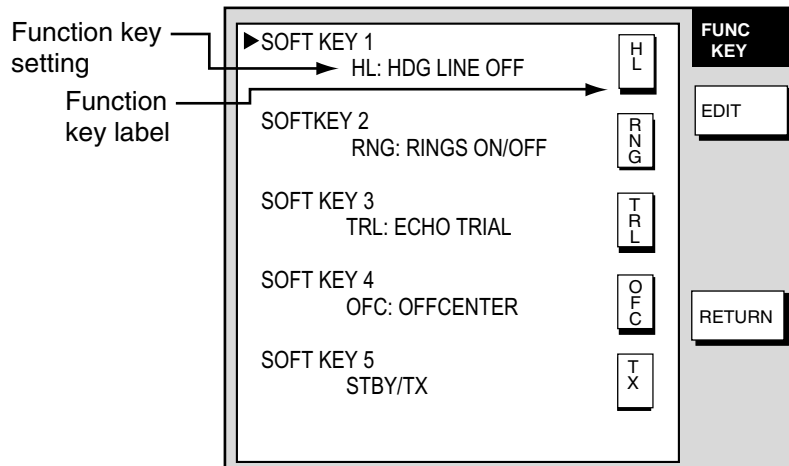 Function key
setting
Function
key label
▶SOFT KEY 1
HL: HDG LINE OFF
H
L
SOFTKEY 2
RNG: RINGS ON/OFF
R
N
G
SOFT KEY 3
TRL: ECHO TRIAL
T
R
L
SOFT KEY 4
OFC: OFFCENTER
O
F
C
SOFT KEY 5
STBY/TX
T
X
FUNC
KEY
EDIT
RETURN